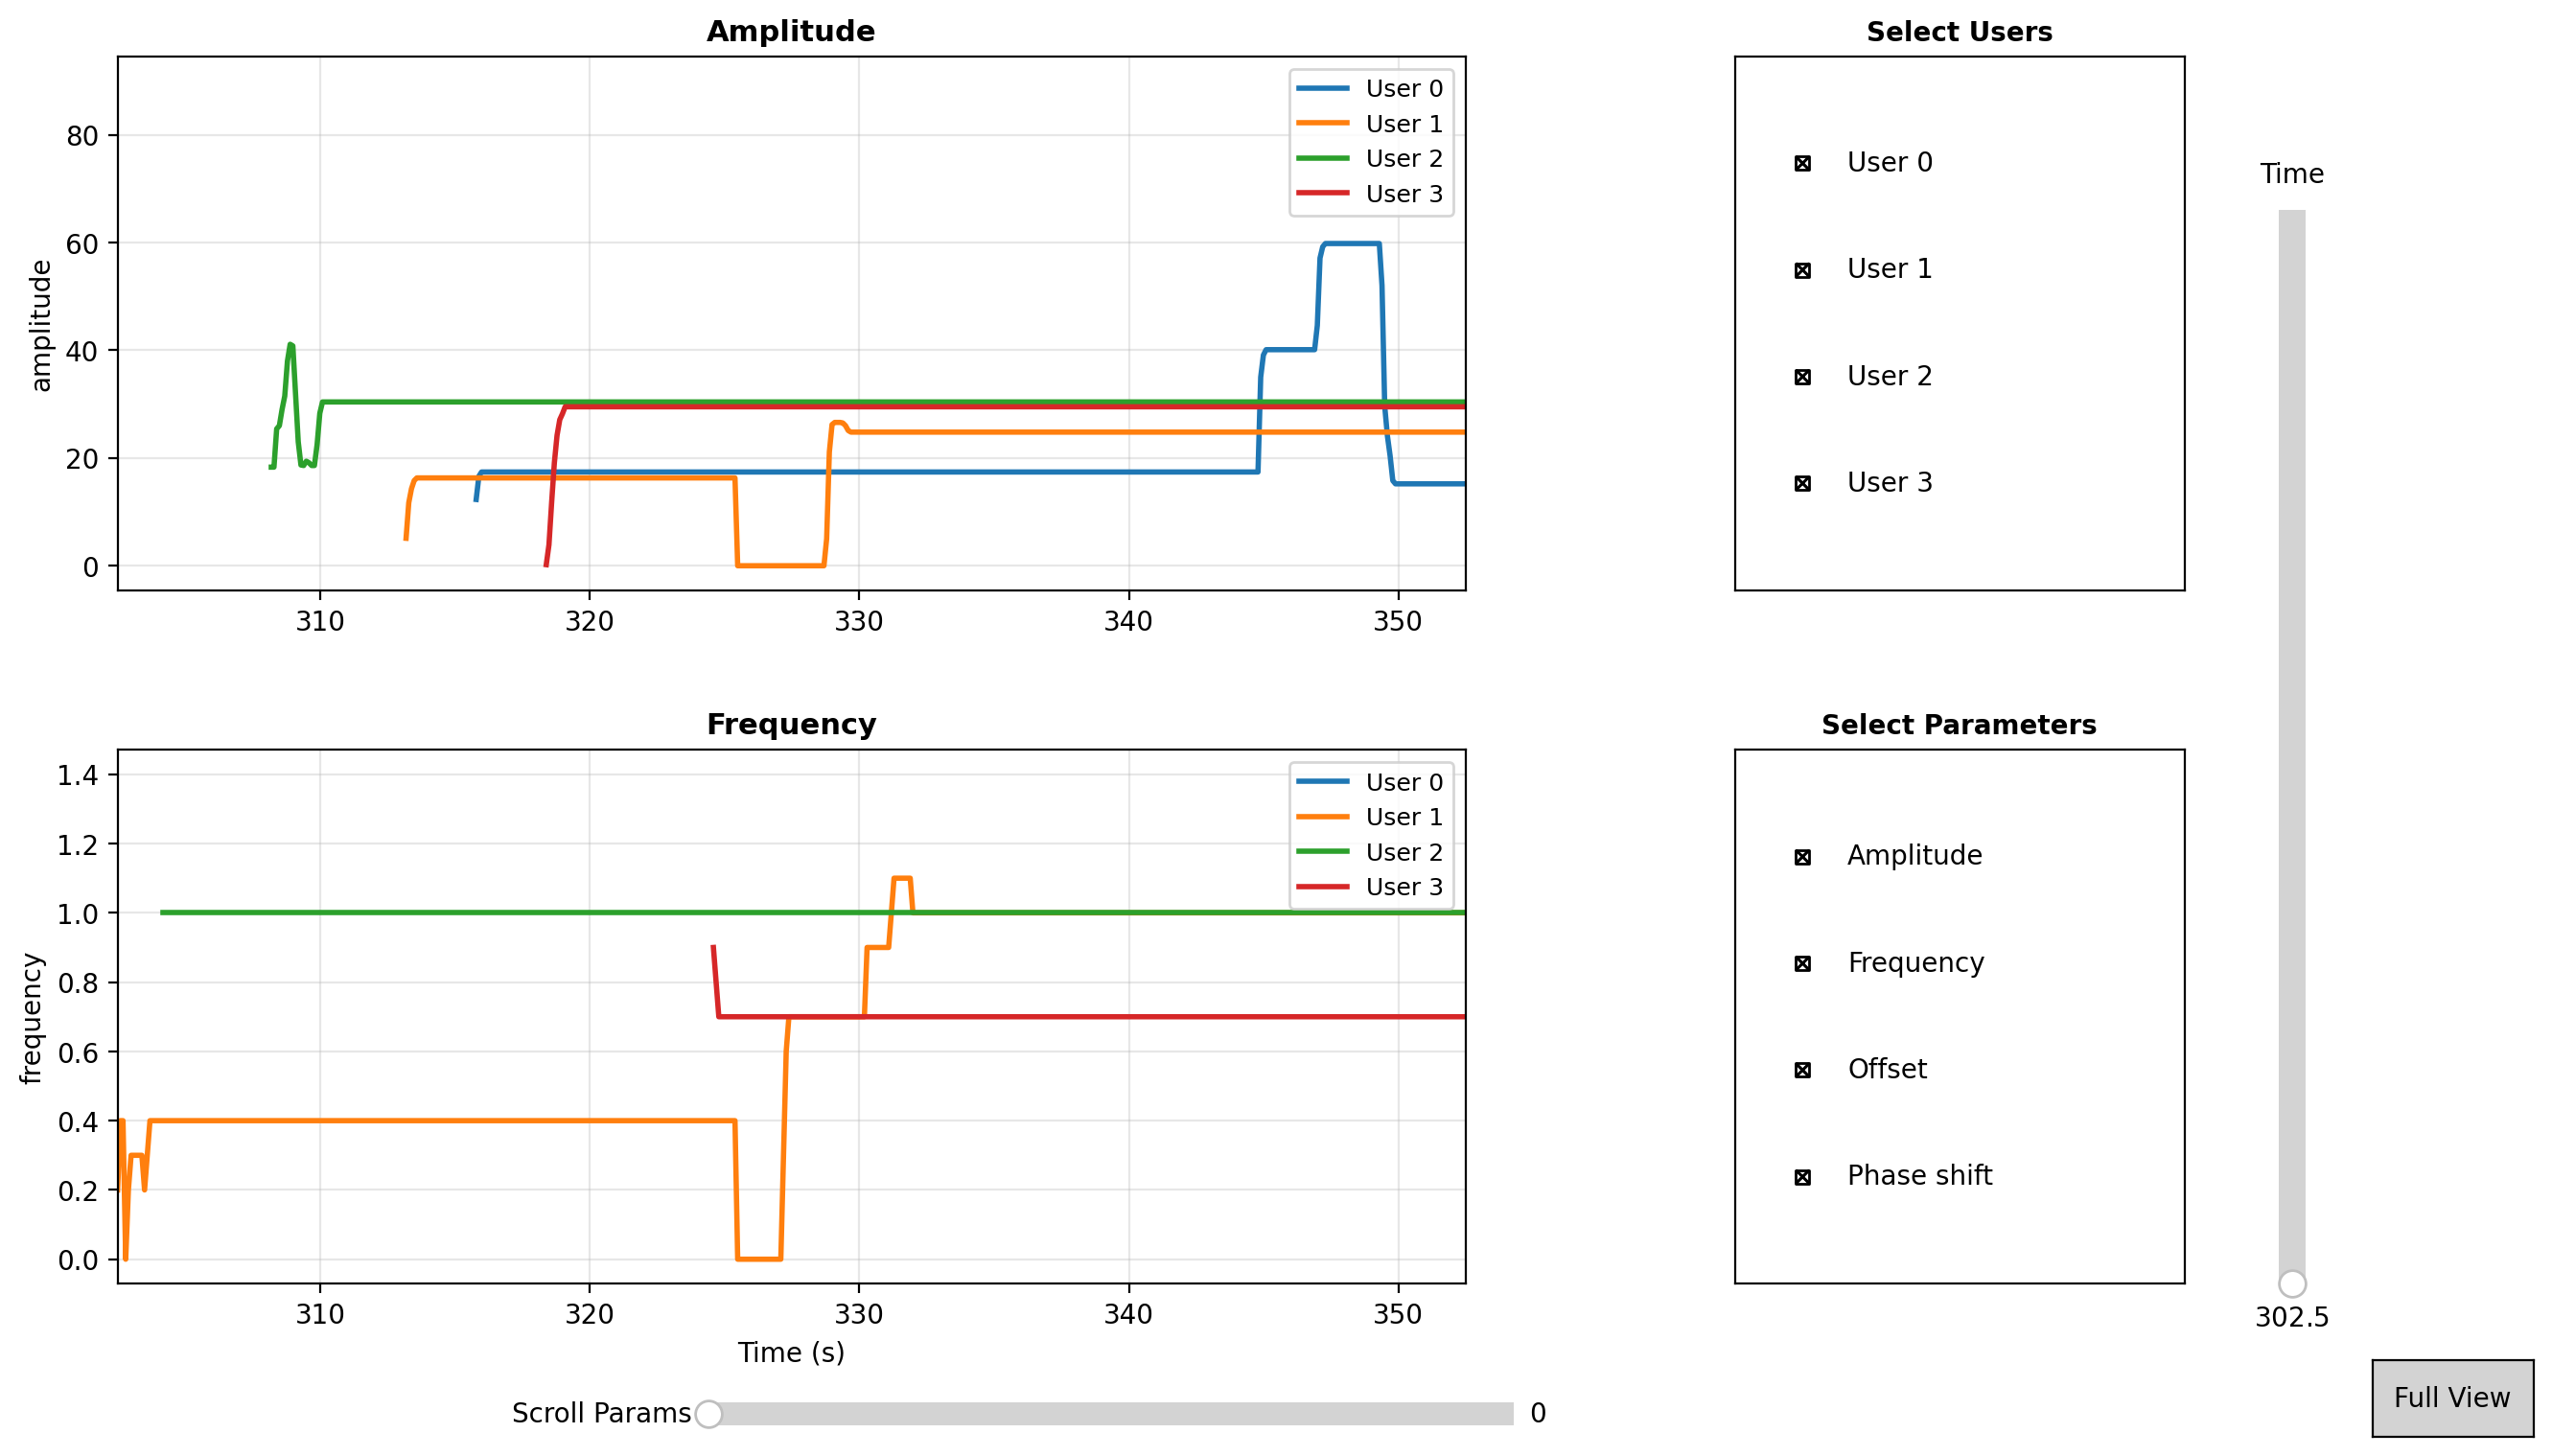 Amplitude
amplitude
80
60
40
20
0
310 320 330 340 350
User 0
User 1
User 2
User 3
Select Users
User 0
User 1
User 2
User 3
Time
302.5
Frequency
frequency
1.4
1.2
1.0
0.8
0.6
0.4
0.2
0.0
310 320 330 340 350
Time (s)
User 0
User 1
User 2
User 3
Select Parameters
Amplitude
Frequency
Offset
Phase shift
Scroll Params 0
Full View